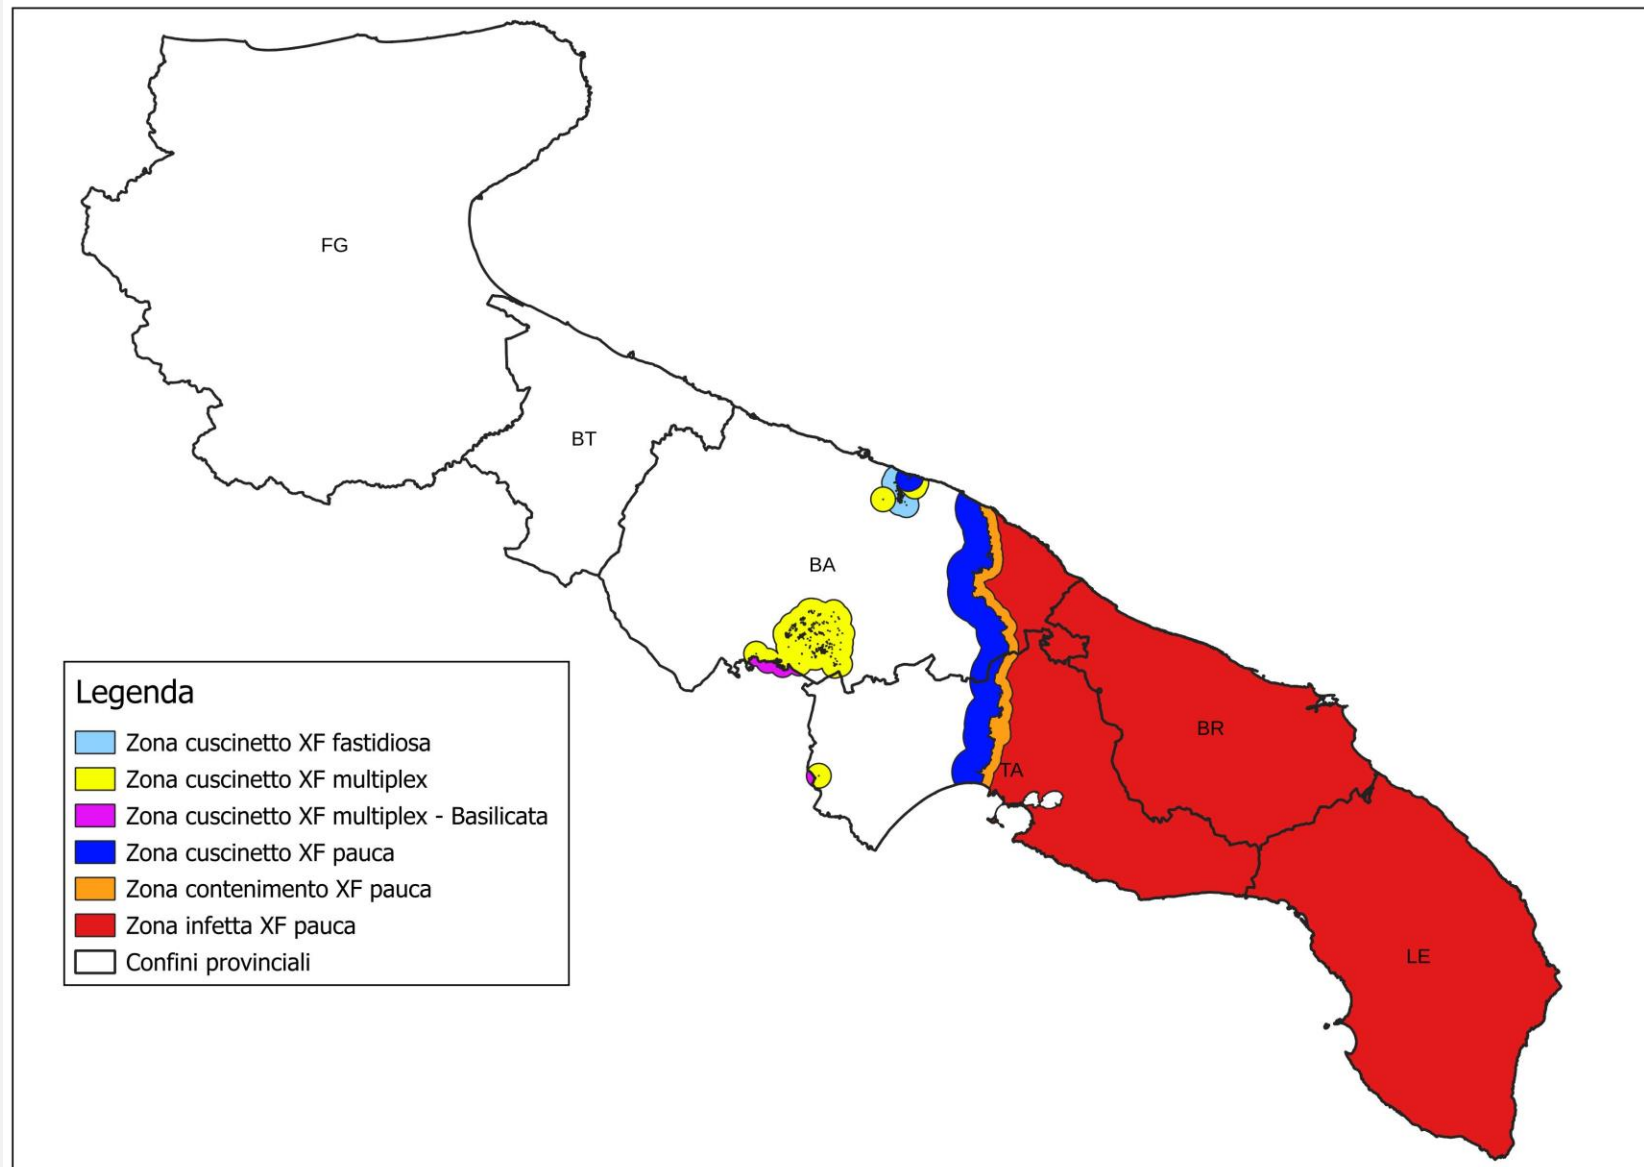 FG
BT
BA
BR
TA
LE
Legenda
Zona cuscinetto XF fastidiosa
Zona cuscinetto XF multiplex
Zona cuscinetto XF multiplex - Basilicata
Zona cuscinetto XF pauca
Zona contenimento XF pauca
Zona infetta XF pauca
Confini provinciali